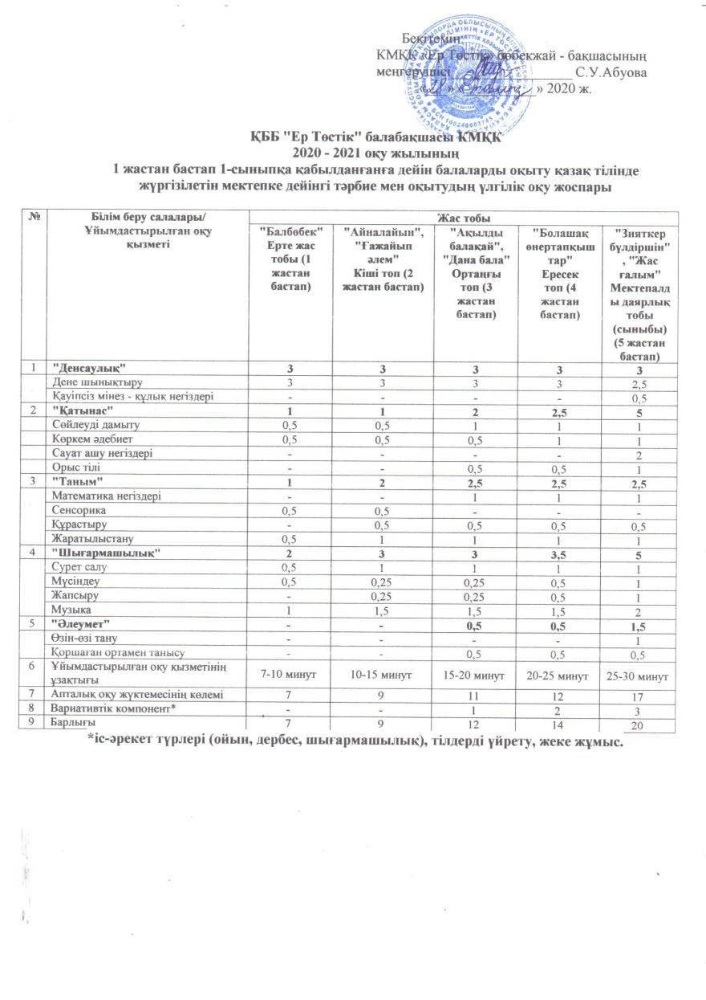 Бекітемін
КМҚК «Ер Төстік» бөбекжай - бақшасының
меңгерушісі ________________ С.У.Абуова
«28» «__________» 2020 ж.
ҚББ "Ер Төстік" балабақшасы КМҚК
2020 - 2021 оқу жылының
1 жастан бастап 1-сыныпқа қабылданғанға дейін балаларды оқыту қазақ тілінде
жүргізілетін мектепке дейінгі тәрбие мен оқытудың үлгілік оқу жоспары
№ Білім беру салалары/ Жас тобы
Ұйымдастырылған оқу
қызметі
"Балбөбек"
Ерте жас
тобы (1
жастан
бастап)
"Айналайын",
"Ғажайып
әлем"
Кіші топ (2
жастан бастап)
"Ақылды
балақай",
"Дана бала"
Ортаңғы
топ (3
жастан
бастап)
"Болашақ
өнертапқыш
тар"
Ересек
топ (4
жастан
бастап)
"Зияткер
бүлдіршін"
, "Жас
ғалым"
Мектепалд
ы даярлық
тобы
(сыныбы)
(5 жастан
бастап)
1 "Денсаулық" 3 3 3 3 3
Дене шынықтыру 3 3 3 3 2,5
Қауіпсіз мінез - құлық негіздері - - - - 0,5
2 "Қатынас" 1 1 2 2,5 5
Сөйлеуді дамыту 0,5 0,5 1 1 1
Көркем әдебиет 0,5 0,5 0,5 1 1
Сауат ашу негіздері - - - - 2
Орыс тілі - - 0,5 0,5 1
3 "Таным" 1 2 2,5 2,5 2,5
Математика негіздері - - 1 1 1
Сенсорика 0,5 0,5 - - -
Құрастыру - 0,5 0,5 0,5 0,5
Жаратылыстану 0,5 1 1 1 1
4 "Шығармашылық" 2 3 3 3,5 5
Сурет салу 0,5 1 1 1 1
Мүсіндеу 0,5 0,25 0,25 0,5 1
Жапсыру - 0,25 0,25 0,5 1
Музыка 1 1,5 1,5 1,5 2
5 "Әлеумет" - - 0,5 0,5 1,5
Өзін-өзі тану - - - - 1
Қоршаған ортамен танысу - - 0,5 0,5 0,5
6 Ұйымдастырылған оқу қызметінің
ұзақтығы 7-10 минут 10-15 минут 15-20 минут 20-25 минут 25-30 минут
7 Апталық оқу жүктемесінің көлемі 7 9 11 12 17
8 Вариативтік компонент* - - 1 2 3
9 Барлығы 7 9 12 14 20
*іс-әрекет түрлері (ойын, дербес, шығармашылық), тілдерді үйрету, жеке жұмыс.